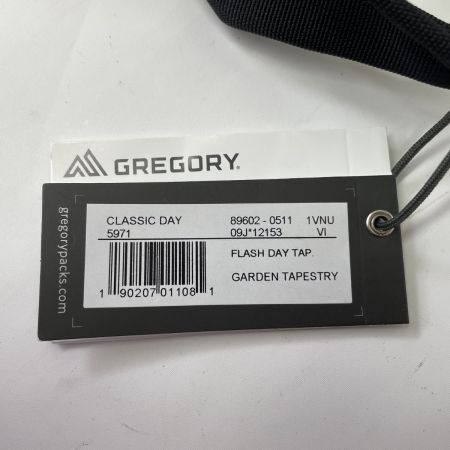 GREGORY
gregorypacks.com
CLASSIC DAY 89602 - 0511 1VNU
5971 09J*12153 VI
FLASH DAY TAP.
GARDEN TAPESTRY
1 90207 01108 1